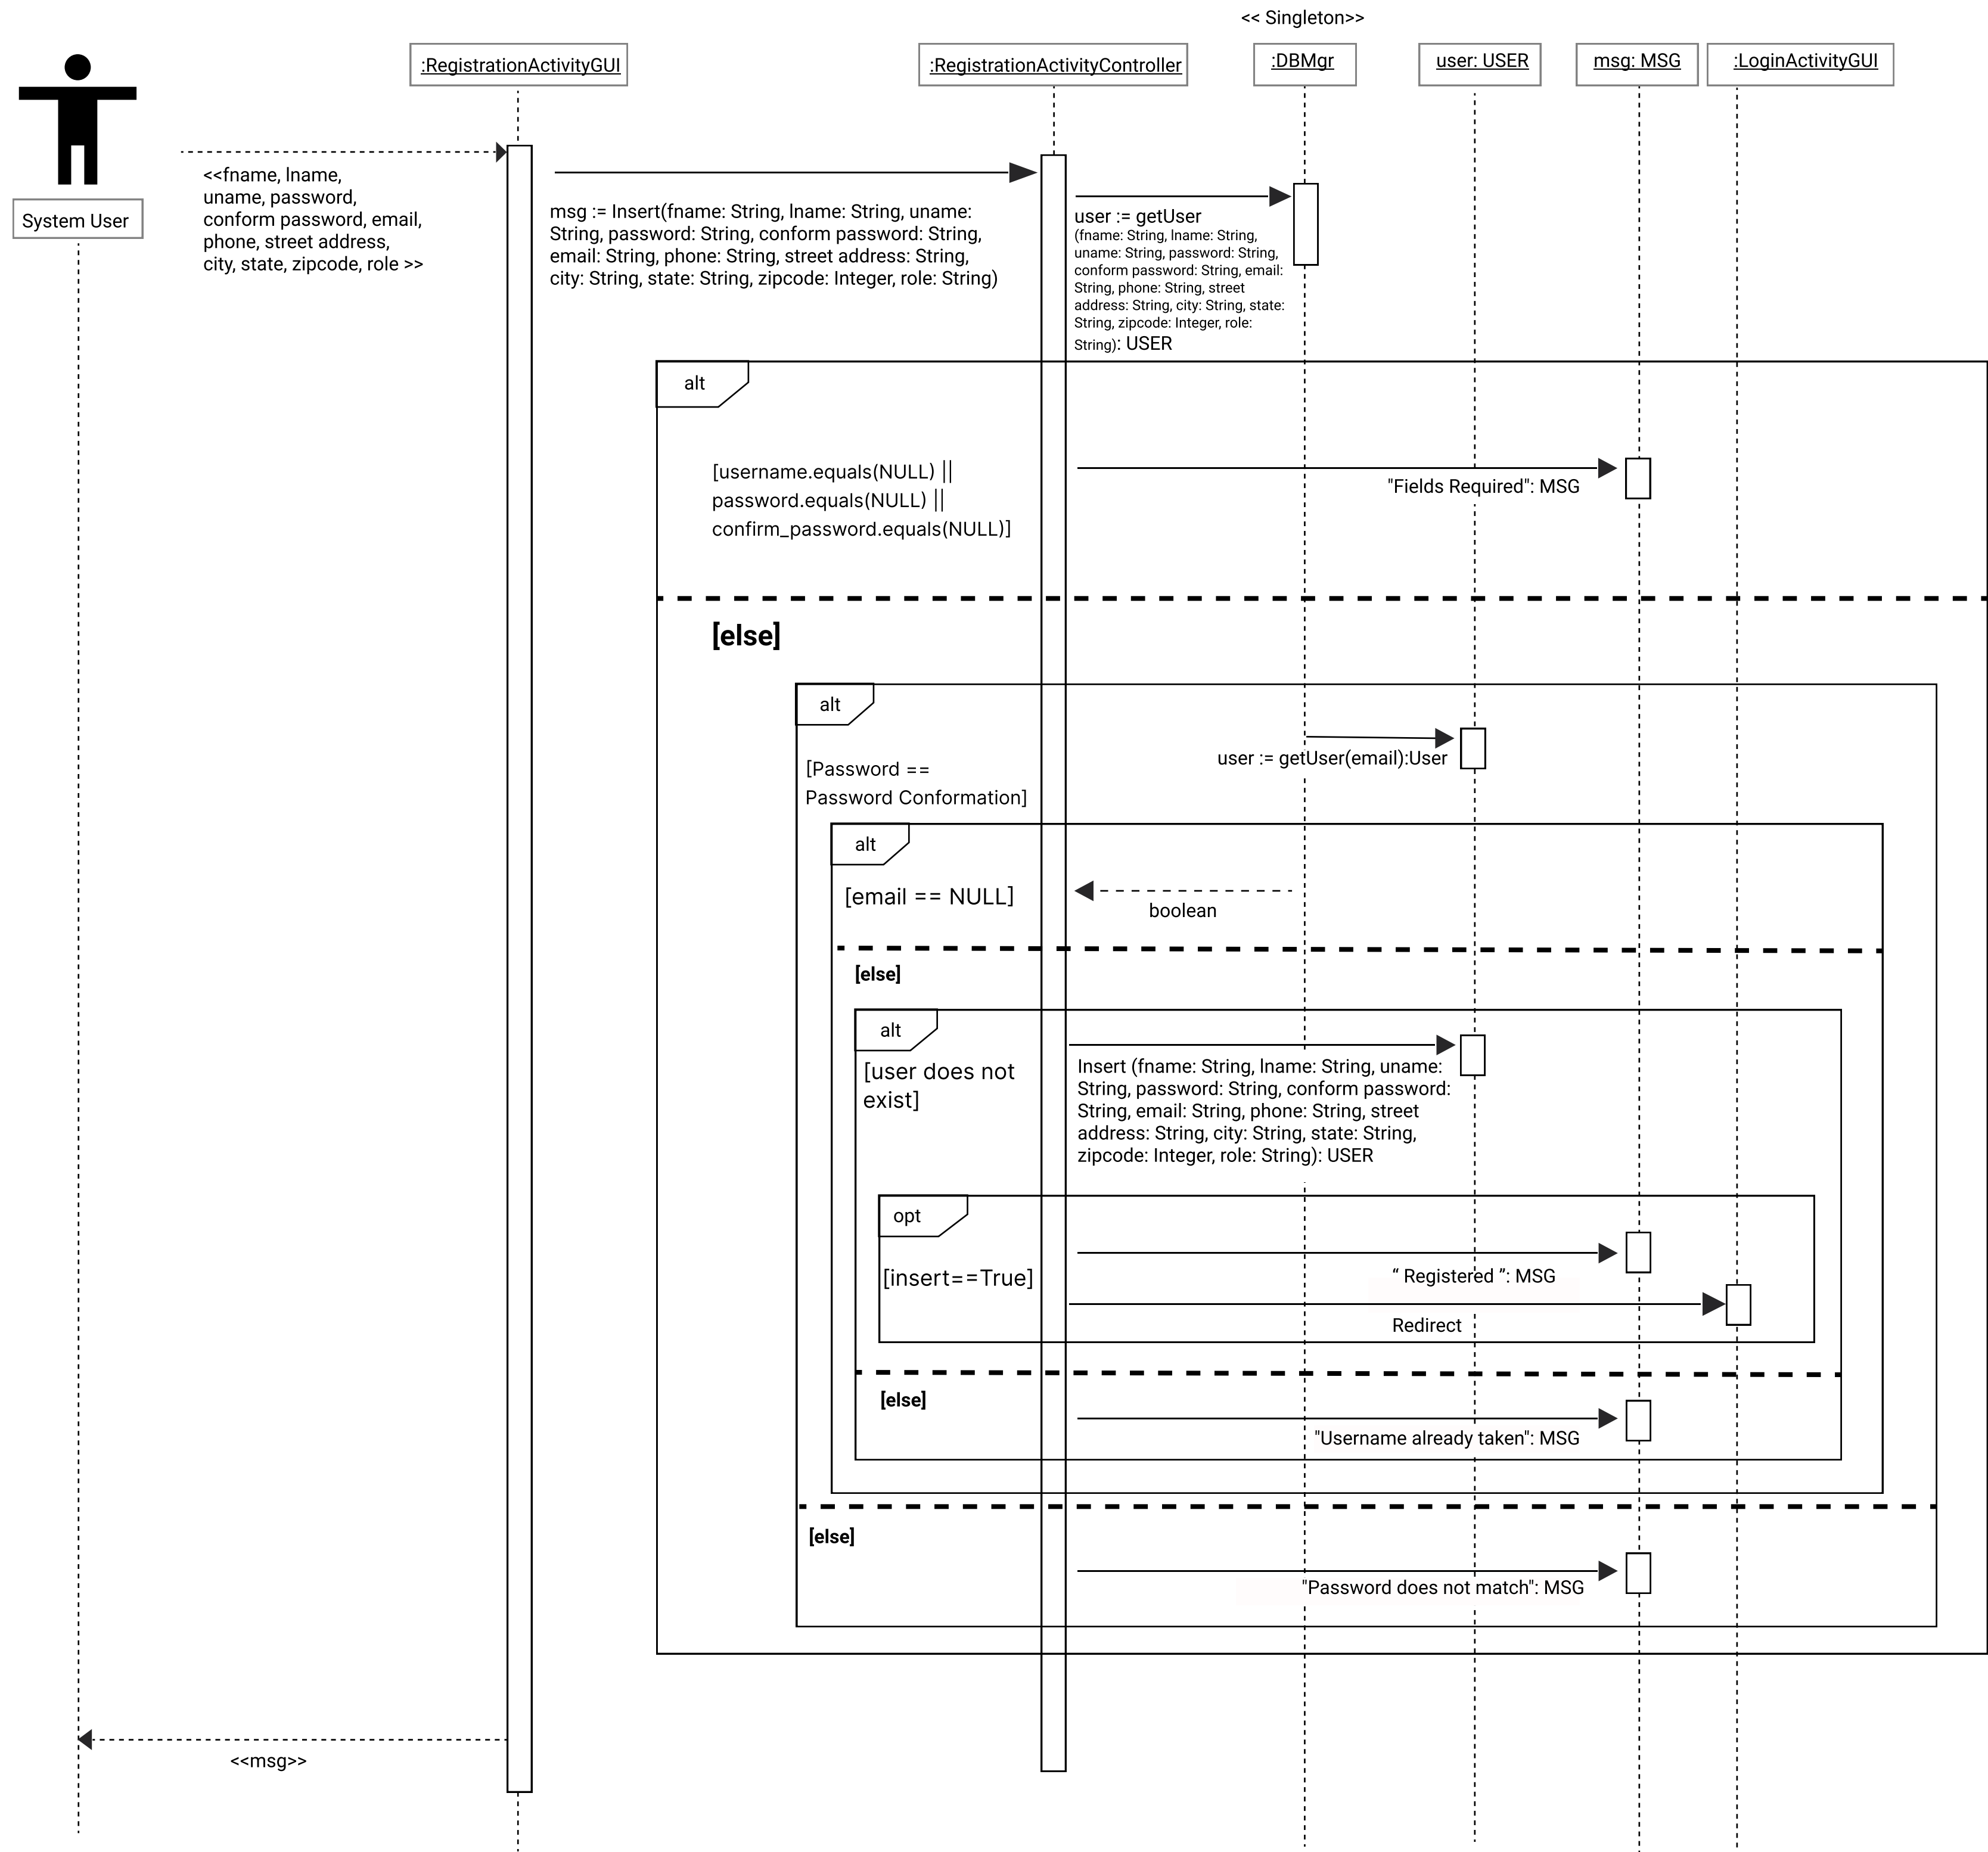 << Singleton>>
:RegistrationActivityGUI
:RegistrationActivityController
:DBMgr
user: USER
msg: MSG
:LoginActivityGUI
System User
<<fname, lname,
uname, password,
conform password, email,
phone, street address,
city, state, zipcode, role >>
msg := Insert(fname: String, lname: String, uname:
String, password: String, conform password: String,
email: String, phone: String, street address: String,
city: String, state: String, zipcode: Integer, role: String)
user := getUser
(fname: String, lname: String,
uname: String, password: String,
conform password: String, email:
String, phone: String, street
address: String, city: String, state:
String, zipcode: Integer, role:
String): USER
alt
[username.equals(NULL) ||
password.equals(NULL) ||
confirm_password.equals(NULL)]
"Fields Required": MSG
[else]
alt
user := getUser(email):User
[Password ==
Password Conformation]
alt
[email == NULL]
boolean
[else]
alt
[user does not
exist]
Insert (fname: String, lname: String, uname:
String, password: String, conform password:
String, email: String, phone: String, street
address: String, city: String, state: String,
zipcode: Integer, role: String): USER
opt
[insert==True]
“ Registered ”: MSG
Redirect
[else]
"Username already taken": MSG
[else]
"Password does not match": MSG
<<msg>>